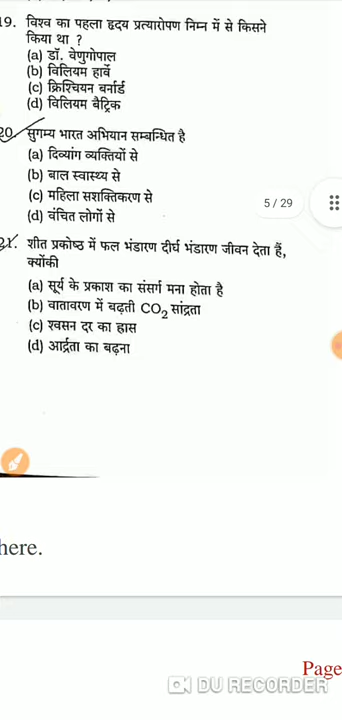 19. विश्व का पहला हृदय प्रत्यारोपण निम्न में से किसने
किया था ?
(a) डॉ. वेणुगोपाल
(b) विलियम हार्वे
(c) क्रिश्चियन बर्नार्ड
(d) विलियम बैट्रिक
20. सुगम्य भारत अभियान सम्बन्धित है
(a) दिव्यांग व्यक्तियों से
(b) बाल स्वास्थ्य से
(c) महिला सशक्तिकरण से
(d) वंचित लोगों से
5 / 29
21. शीत प्रकोष्ठ में फल भंडारण दीर्घ भंडारण जीवन देता हैं,
क्योंकी
(a) सूर्य के प्रकाश का संसर्ग मना होता है
(b) वातावरण में बढ़ती CO₂ सांद्रता
(c) श्वसन दर का ह्रास
(d) आर्द्रता का बढ़ना
here.
Page
DU RECORDER